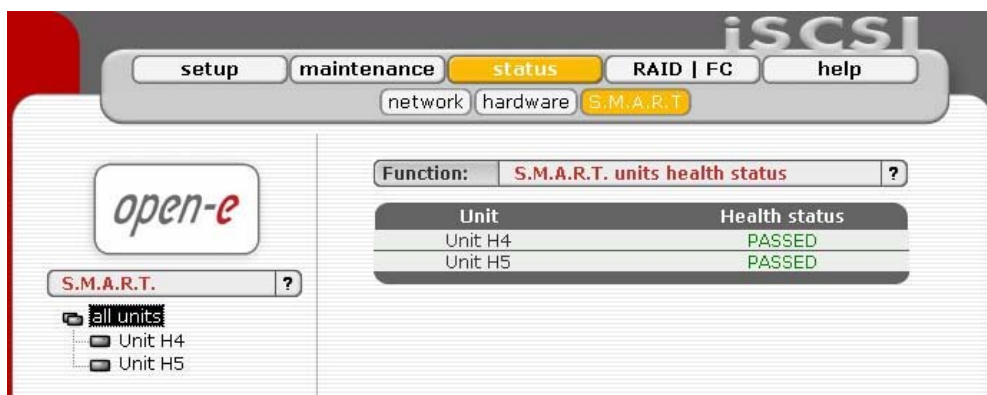 iSCSI
setup maintenance status RAID | FC help
network hardware S.M.A.R.T
open-e
S.M.A.R.T. ?
all units
Unit H4
Unit H5
Function: S.M.A.R.T. units health status ?
Unit Health status
Unit H4 PASSED
Unit H5 PASSED